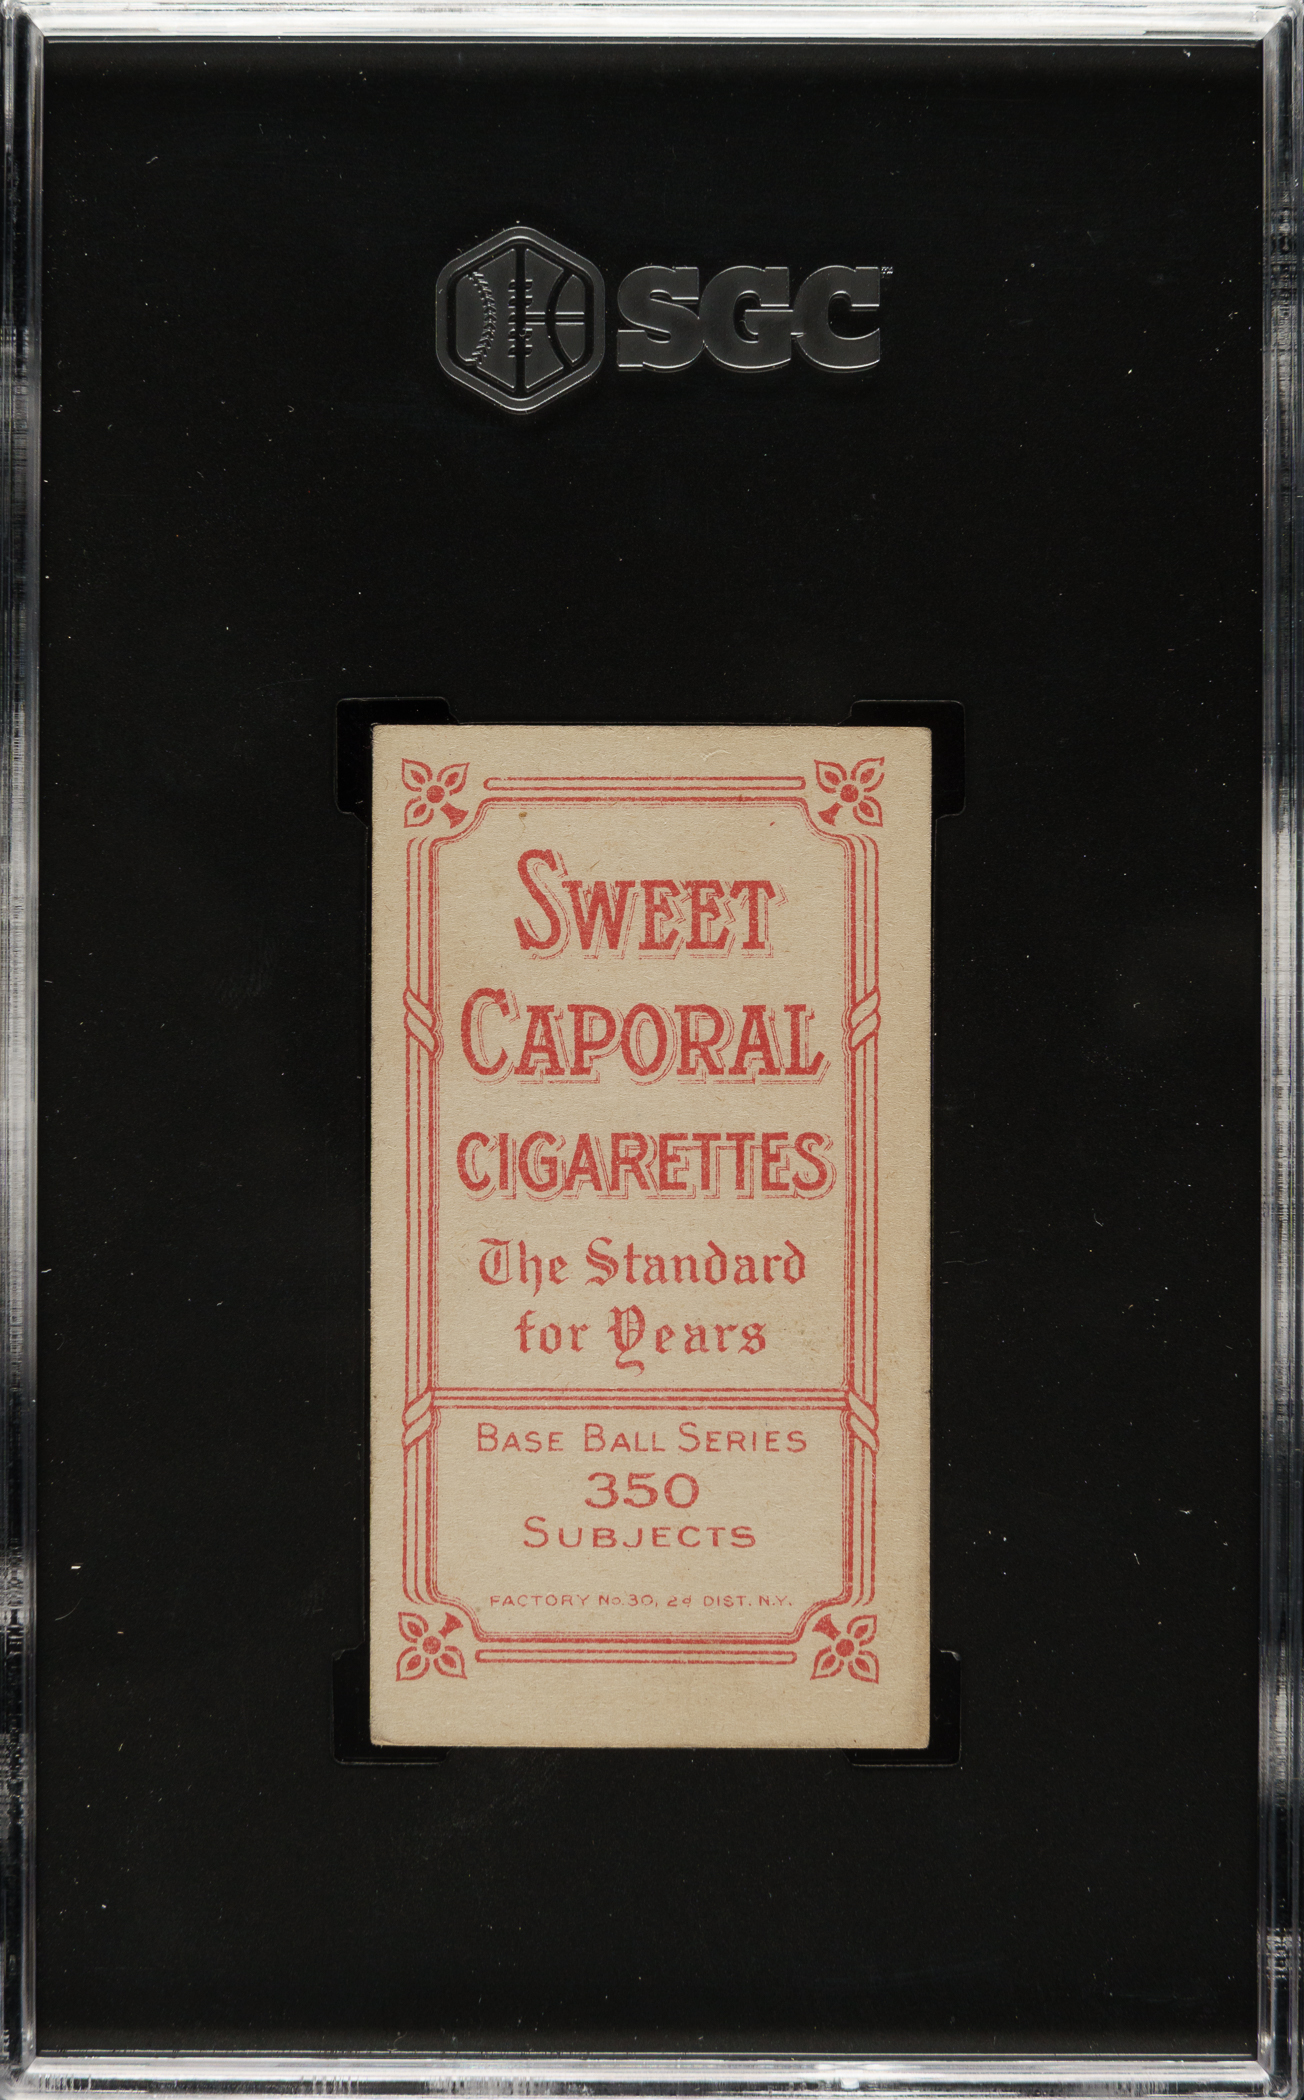 SGC
SWEET
CAPORAL
CIGARETTES
The Standard
for Years
BASE BALL SERIES
350
SUBJECTS
FACTORY No. 30, 2d DIST. N.Y.